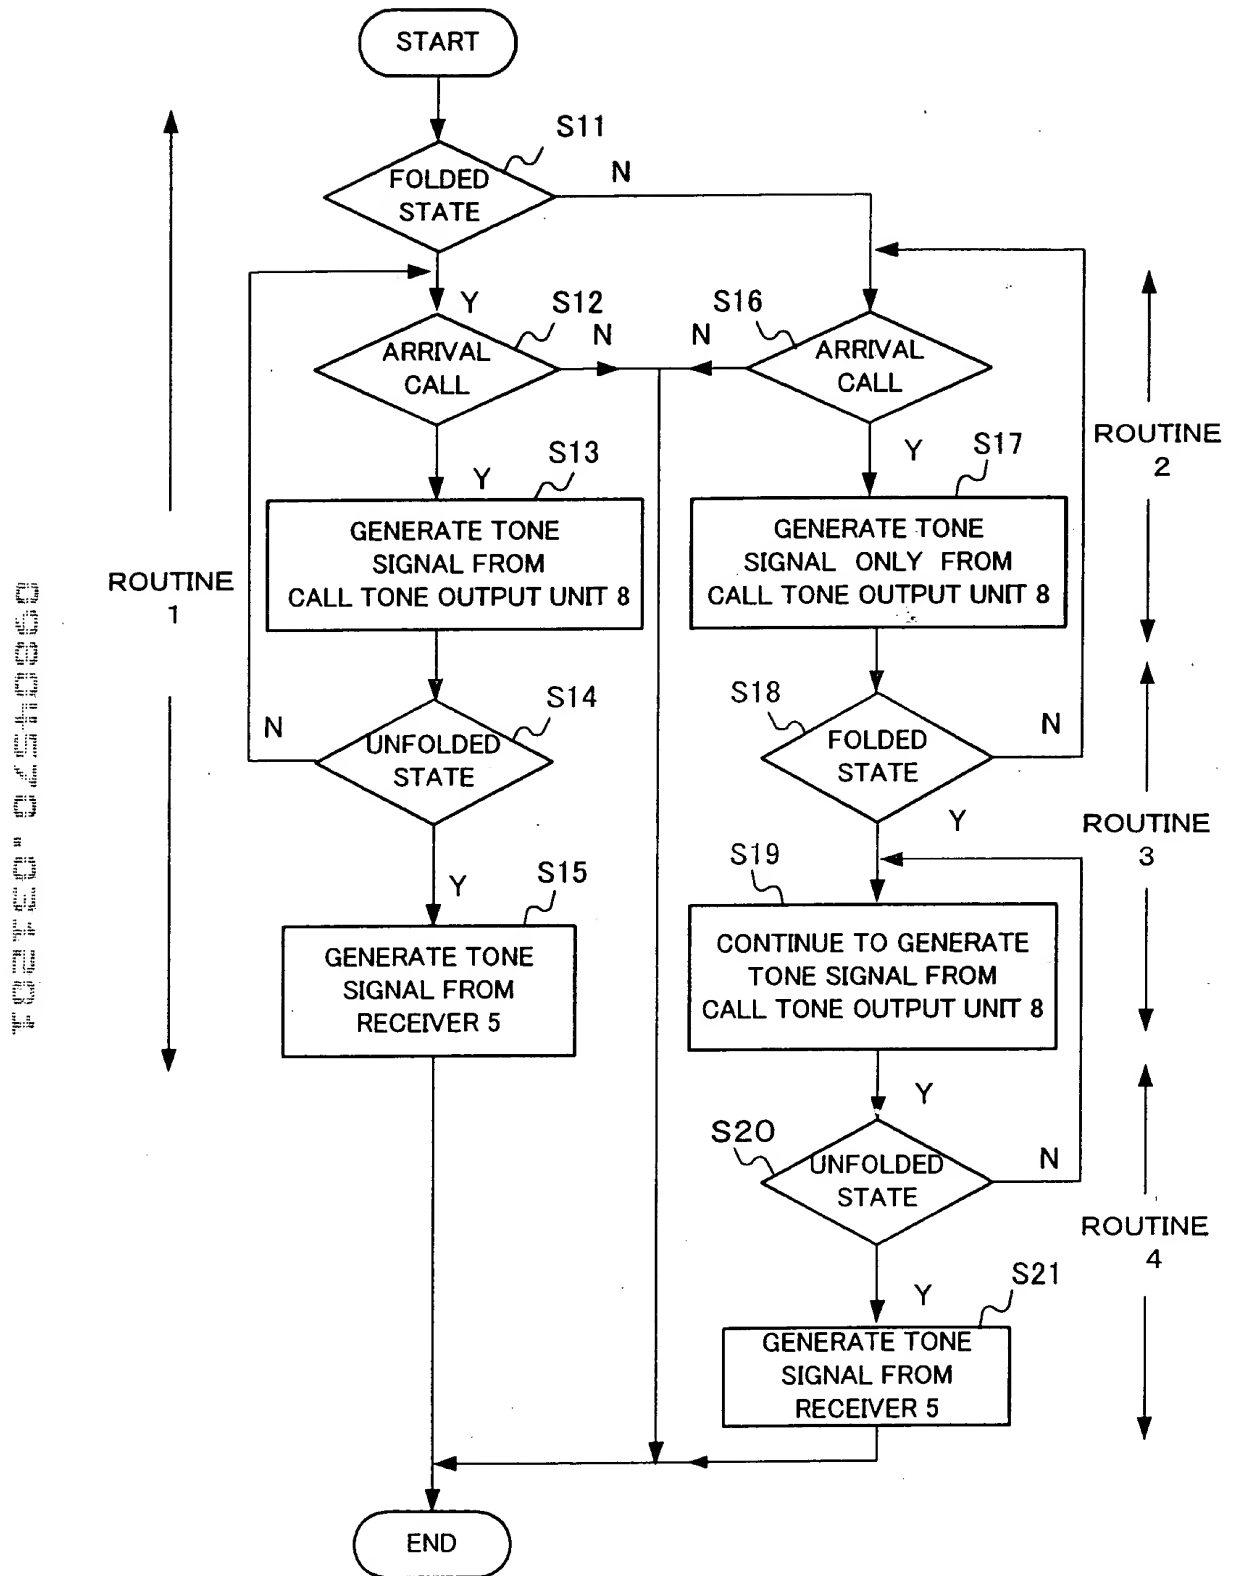 START
S11
FOLDED
STATE
N
Y
S12
ARRIVAL
CALL
N
N
S16
ARRIVAL
CALL
Y
S13
GENERATE TONE
SIGNAL FROM
CALL TONE OUTPUT UNIT 8
Y
S17
GENERATE TONE
SIGNAL ONLY FROM
CALL TONE OUTPUT UNIT 8
ROUTINE
1
ROUTINE
2
S14
UNFOLDED
STATE
N
Y
S18
FOLDED
STATE
N
Y
ROUTINE
3
S15
GENERATE TONE
SIGNAL FROM
RECEIVER 5
S19
CONTINUE TO GENERATE
TONE SIGNAL FROM
CALL TONE OUTPUT UNIT 8
Y
S20
UNFOLDED
STATE
N
Y
ROUTINE
4
S21
GENERATE TONE
SIGNAL FROM
RECEIVER 5
END